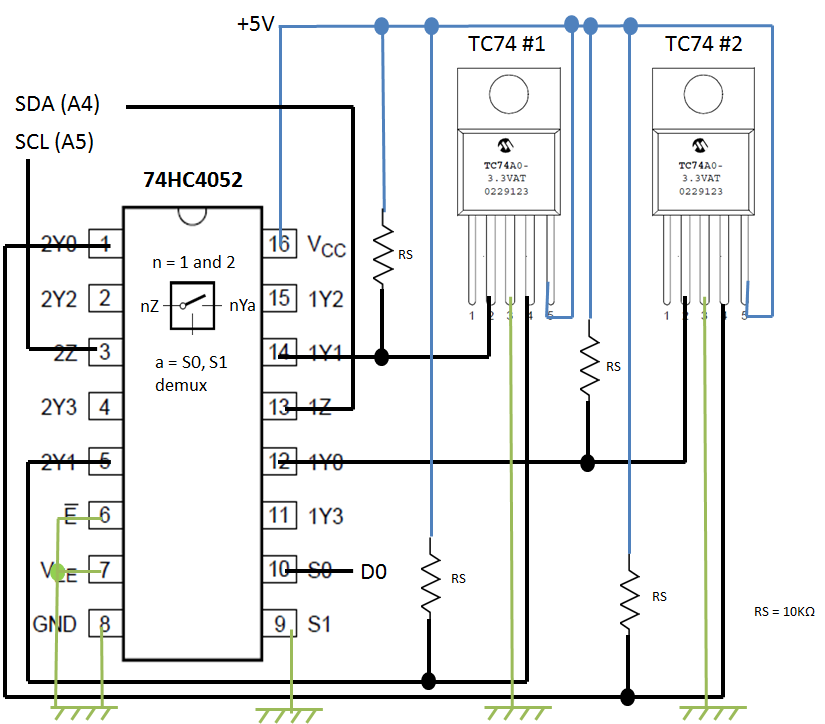 +5V
TC74 #1
TC74 #2
SDA (A4)
SCL (A5)
74HC4052
TC74A0-
3.3VAT
0229123
TC74A0-
3.3VAT
0229123
2Y0 1
16 VCC
n = 1 and 2
RS
2Y2 2
nZ
nYa
15 1Y2
1 2 3 4 5
1 2 3 4 5
2Z 3
a = S0, S1
demux
14 1Y1
RS
2Y3 4
13 1Z
2Y1 5
12 1Y0
E̅ 6
11 1Y3
VEE 7
10 S0
D0
RS
RS
RS = 10KΩ
GND 8
9 S1